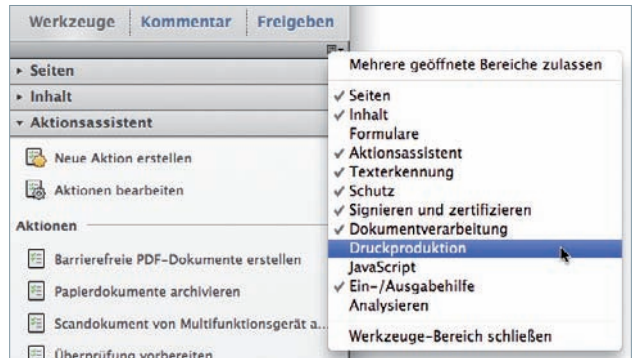 Werkzeuge Kommentar Freigeben
Seiten
Inhalt
Aktionsassistent
Neue Aktion erstellen
Aktionen bearbeiten
Aktionen
Barrierefreie PDF-Dokumente erstellen
Papierdokumente archivieren
Scandokument von Multifunktionsgerät a...
Überprüfung vorbereiten
Mehrere geöffnete Bereiche zulassen
Seiten
Inhalt
Formulare
Aktionsassistent
Texterkennung
Schutz
Signieren und zertifizieren
Dokumentverarbeitung
Druckproduktion
JavaScript
Ein-/Ausgabehilfe
Analysieren
Werkzeuge-Bereich schließen